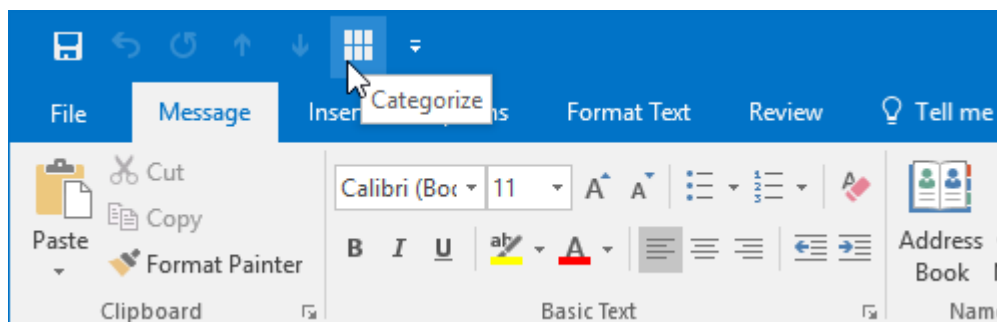 Categorize
File Message Inser ns Format Text Review Tell me
Cut
Copy
Paste
Format Painter
Clipboard
Calibri (Boc 11 A A
B I U ab A
Basic Text
Address
Book
Nam